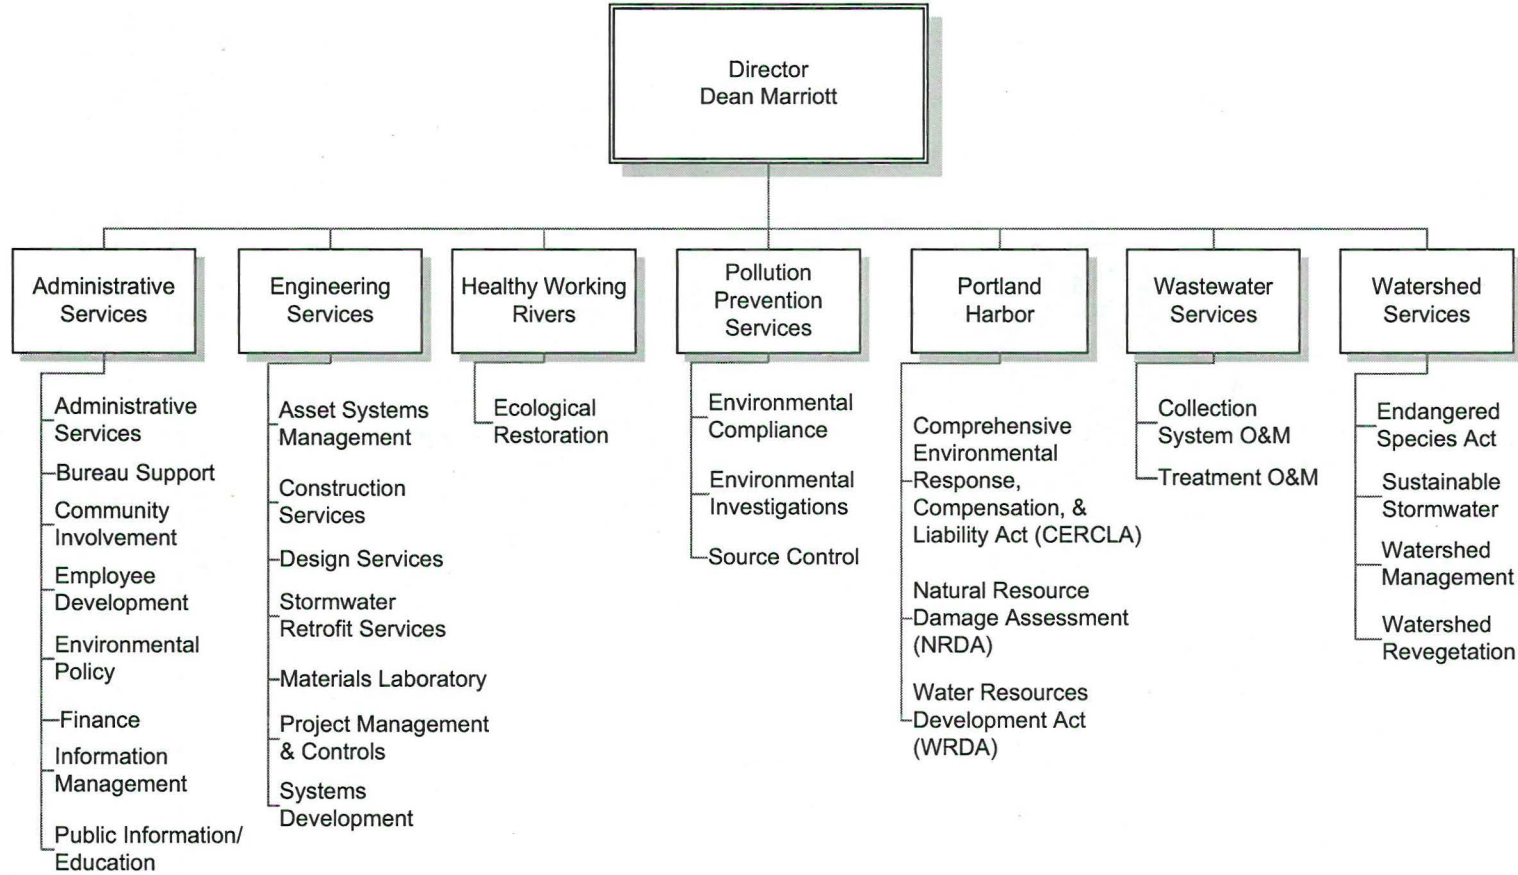 Director
Dean Marriott
Administrative
Services
Administrative
Services
Bureau Support
Community
Involvement
Employee
Development
Environmental
Policy
Finance
Information
Management
Public Information/
Education
Engineering
Services
Asset Systems
Management
Construction
Services
Design Services
Stormwater
Retrofit Services
Materials Laboratory
Project Management
& Controls
Systems
Development
Healthy Working
Rivers
Ecological
Restoration
Pollution
Prevention
Services
Environmental
Compliance
Environmental
Investigations
Source Control
Portland
Harbor
Comprehensive
Environmental
Response,
Compensation, &
Liability Act (CERCLA)
Natural Resource
Damage Assessment
(NRDA)
Water Resources
Development Act
(WRDA)
Wastewater
Services
Collection
System O&M
Treatment O&M
Watershed
Services
Endangered
Species Act
Sustainable
Stormwater
Watershed
Management
Watershed
Revegetation